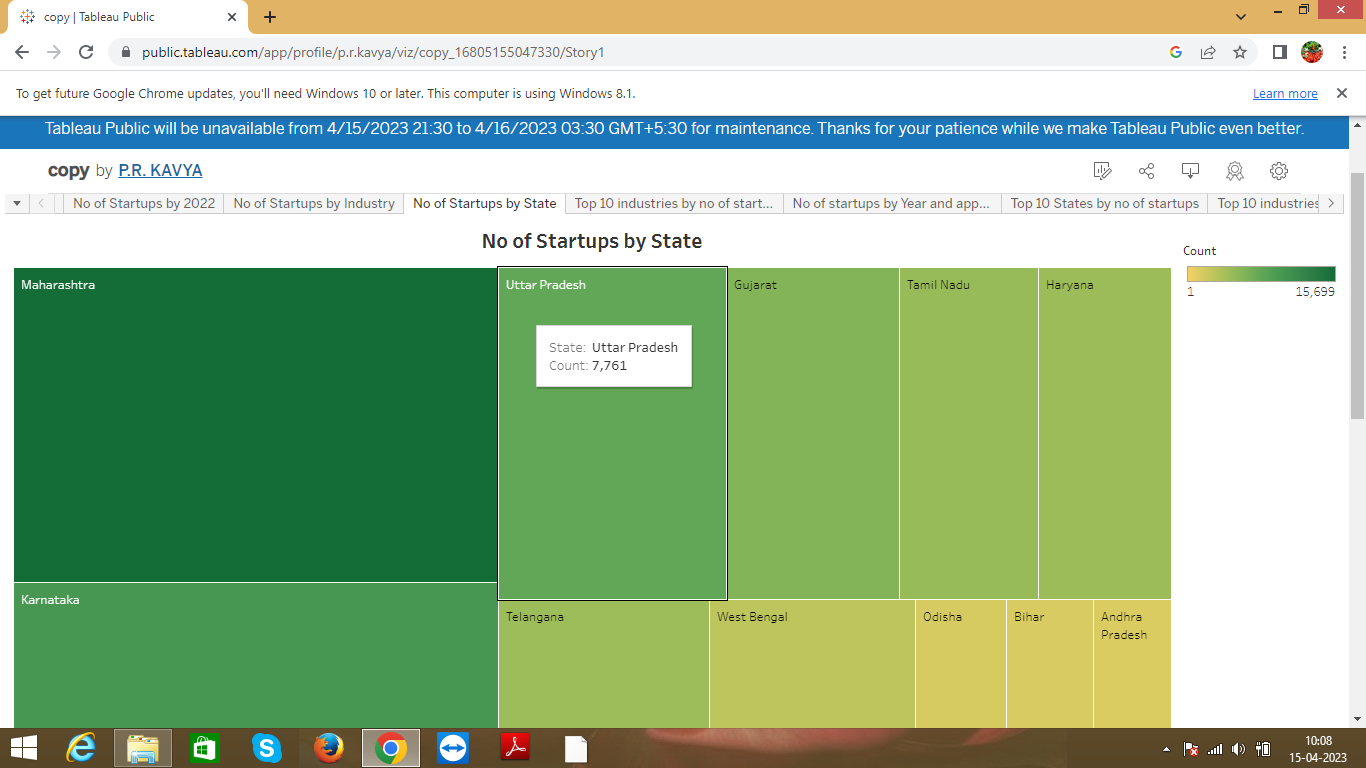 copy | Tableau Public
public.tableau.com/app/profile/p.r.kavya/viz/copy_16805155047330/Story1
To get future Google Chrome updates, you'll need Windows 10 or later. This computer is using Windows 8.1.
Learn more
Tableau Public will be unavailable from 4/15/2023 21:30 to 4/16/2023 03:30 GMT+5:30 for maintenance. Thanks for your patience while we make Tableau Public even better.
copy by P.R. KAVYA
No of Startups by 2022
No of Startups by Industry
No of Startups by State
Top 10 industries by no of start...
No of startups by Year and app...
Top 10 States by no of startups
Top 10 industries
No of Startups by State
Count
1
15,699
Maharashtra
Uttar Pradesh
Gujarat
Tamil Nadu
Haryana
State: Uttar Pradesh
Count: 7,761
Karnataka
Telangana
West Bengal
Odisha
Bihar
Andhra
Pradesh
10:08
15-04-2023